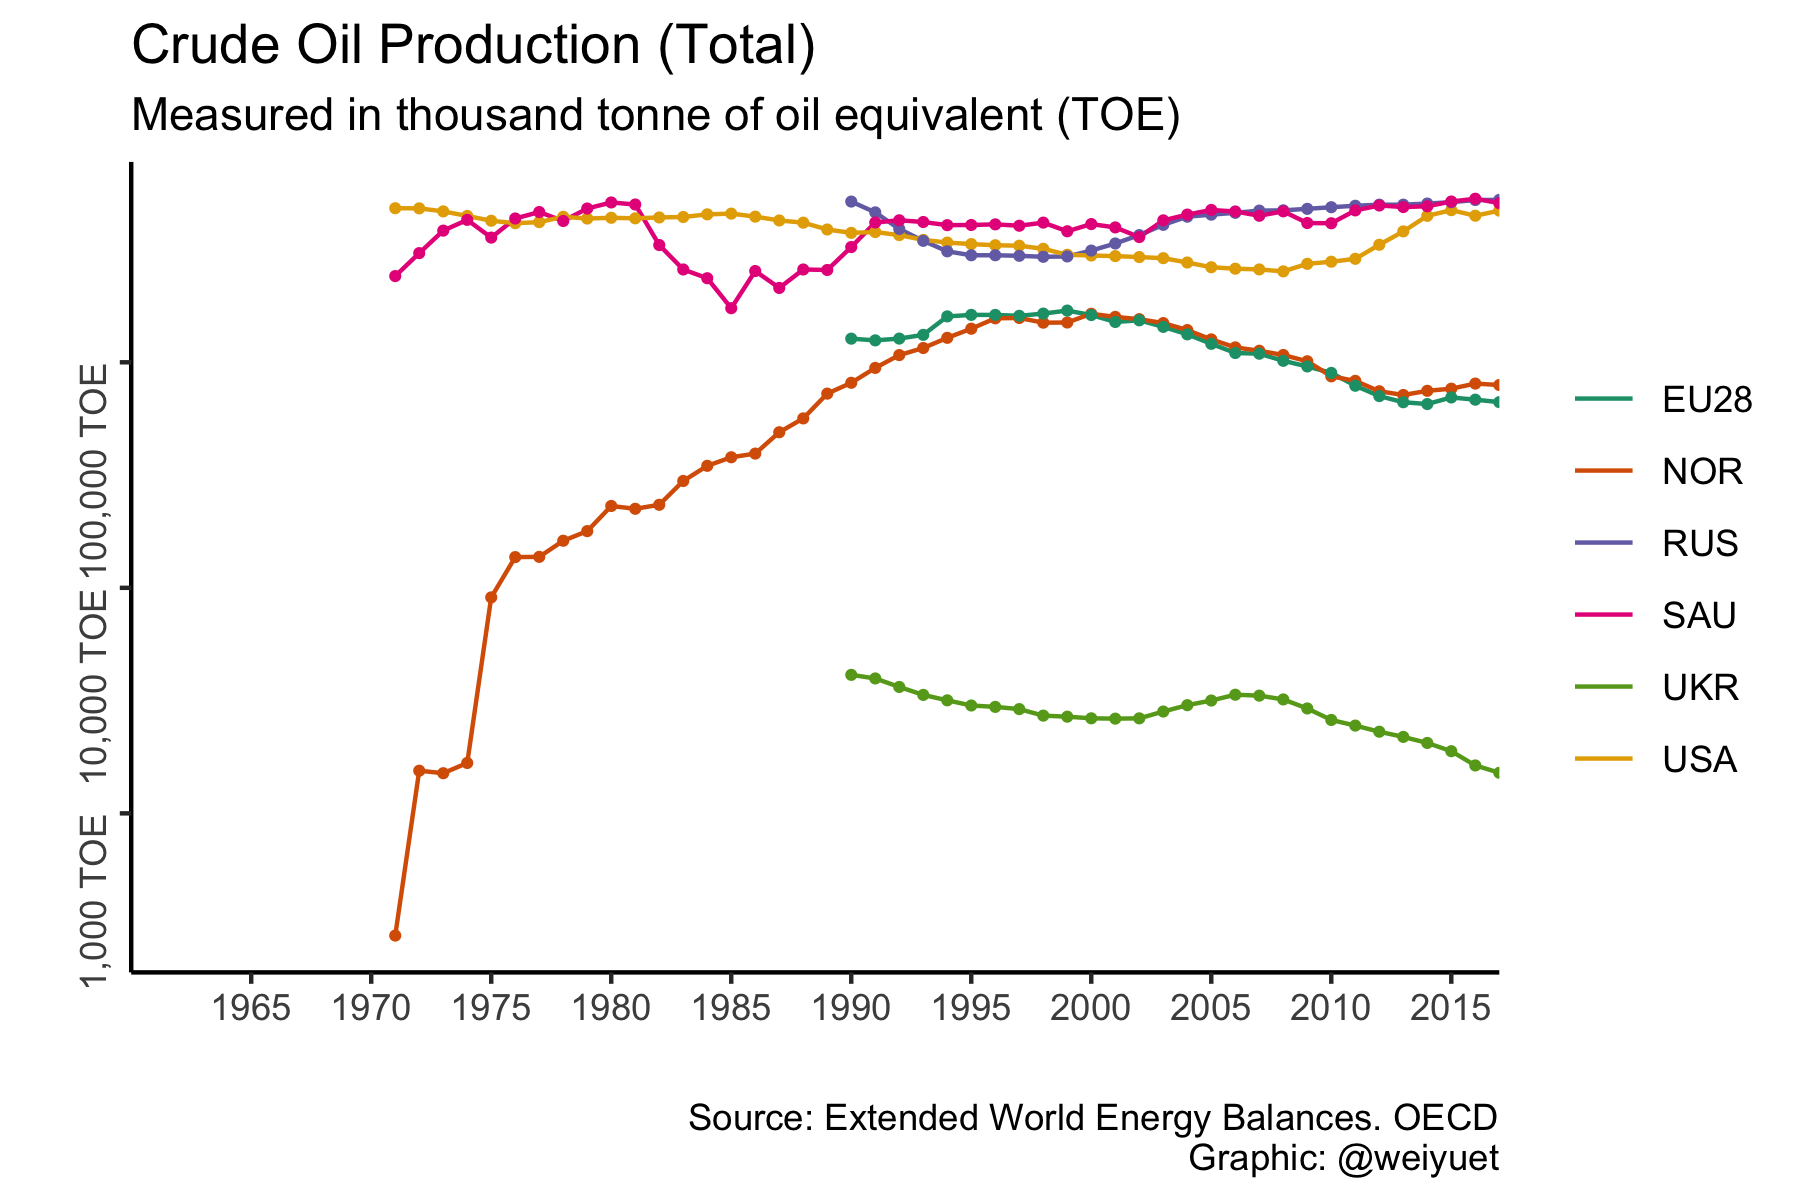 Crude Oil Production (Total)
Measured in thousand tonne of oil equivalent (TOE)
100,000 TOE
10,000 TOE
1,000 TOE
EU28
NOR
RUS
SAU
UKR
USA
1965 1970 1975 1980 1985 1990 1995 2000 2005 2010 2015
Source: Extended World Energy Balances. OECD
Graphic: @weiyuet